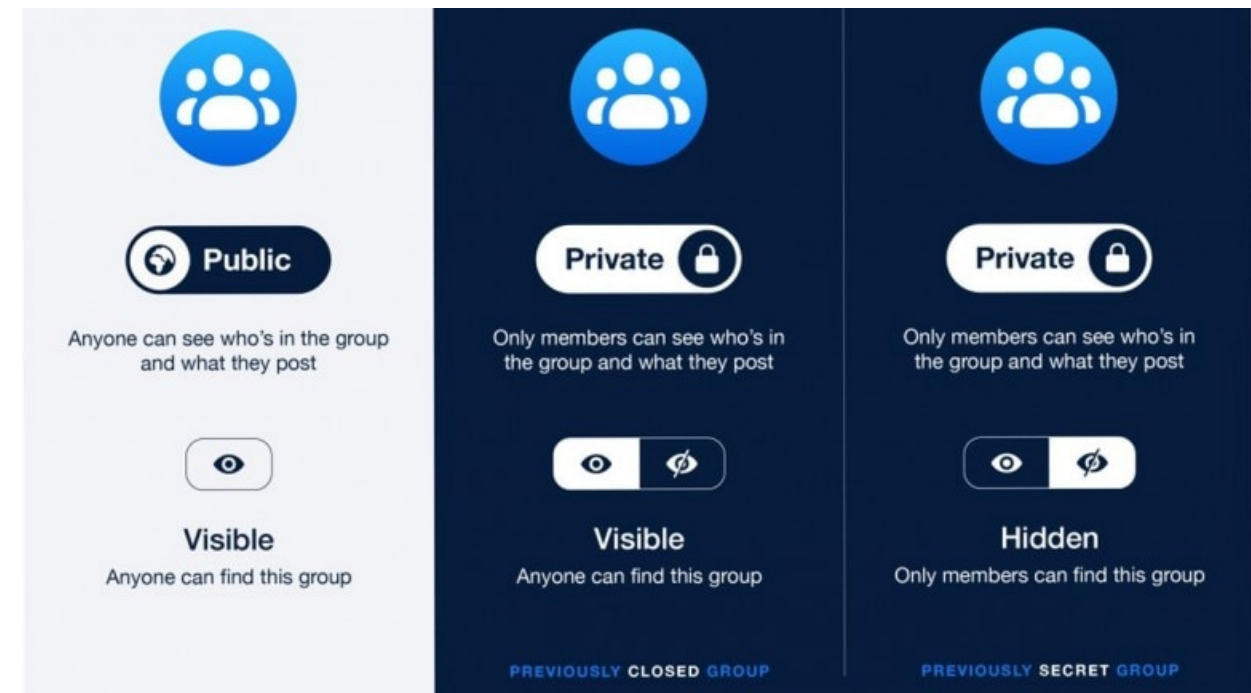 Public
Anyone can see who's in the group
and what they post
Visible
Anyone can find this group
Private
Only members can see who's in
the group and what they post
Visible
Anyone can find this group
PREVIOUSLY CLOSED GROUP
Private
Only members can see who's in
the group and what they post
Hidden
Only members can find this group
PREVIOUSLY SECRET GROUP